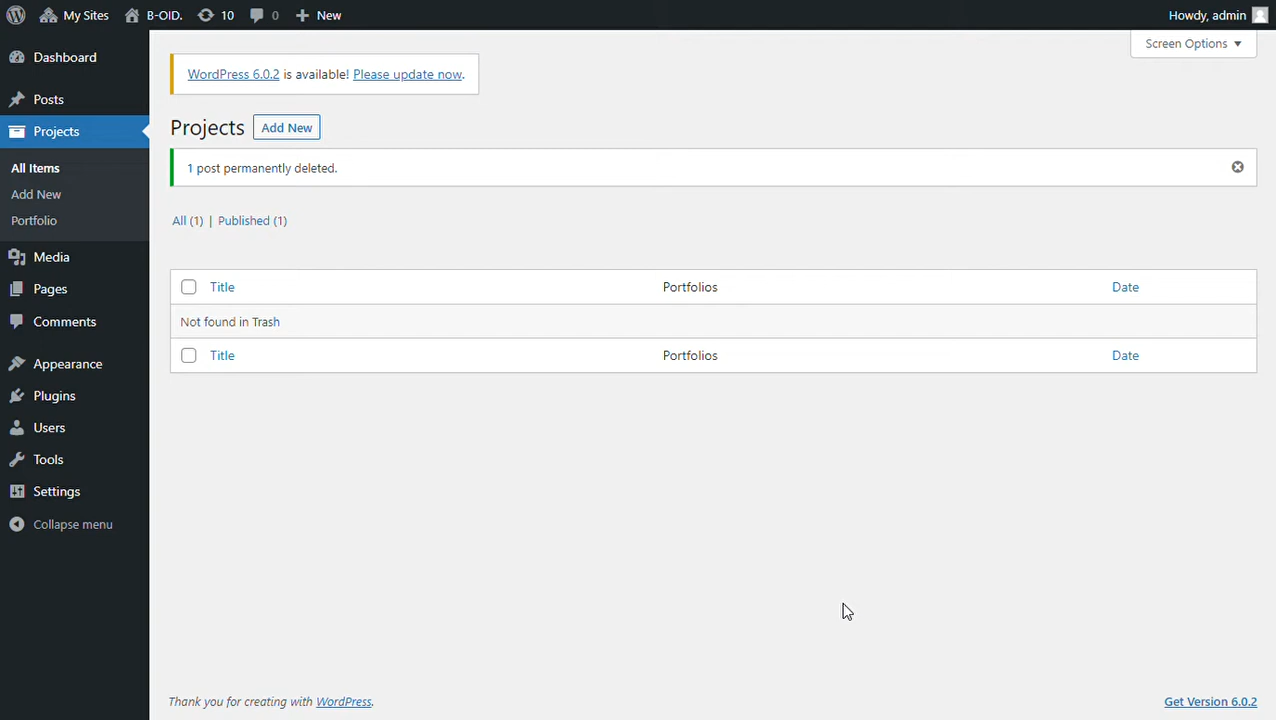 My Sites B-OID. 10 0 New Howdy, admin
Screen Options
Dashboard
Posts
Projects
All Items
Add New
Portfolio
Media
Pages
Comments
Appearance
Plugins
Users
Tools
Settings
Collapse menu
WordPress 6.0.2 is available! Please update now.
Projects Add New
1 post permanently deleted.
All (1) | Published (1)
Title Portfolios Date
Not found in Trash
Title Portfolios Date
Thank you for creating with WordPress. Get Version 6.0.2